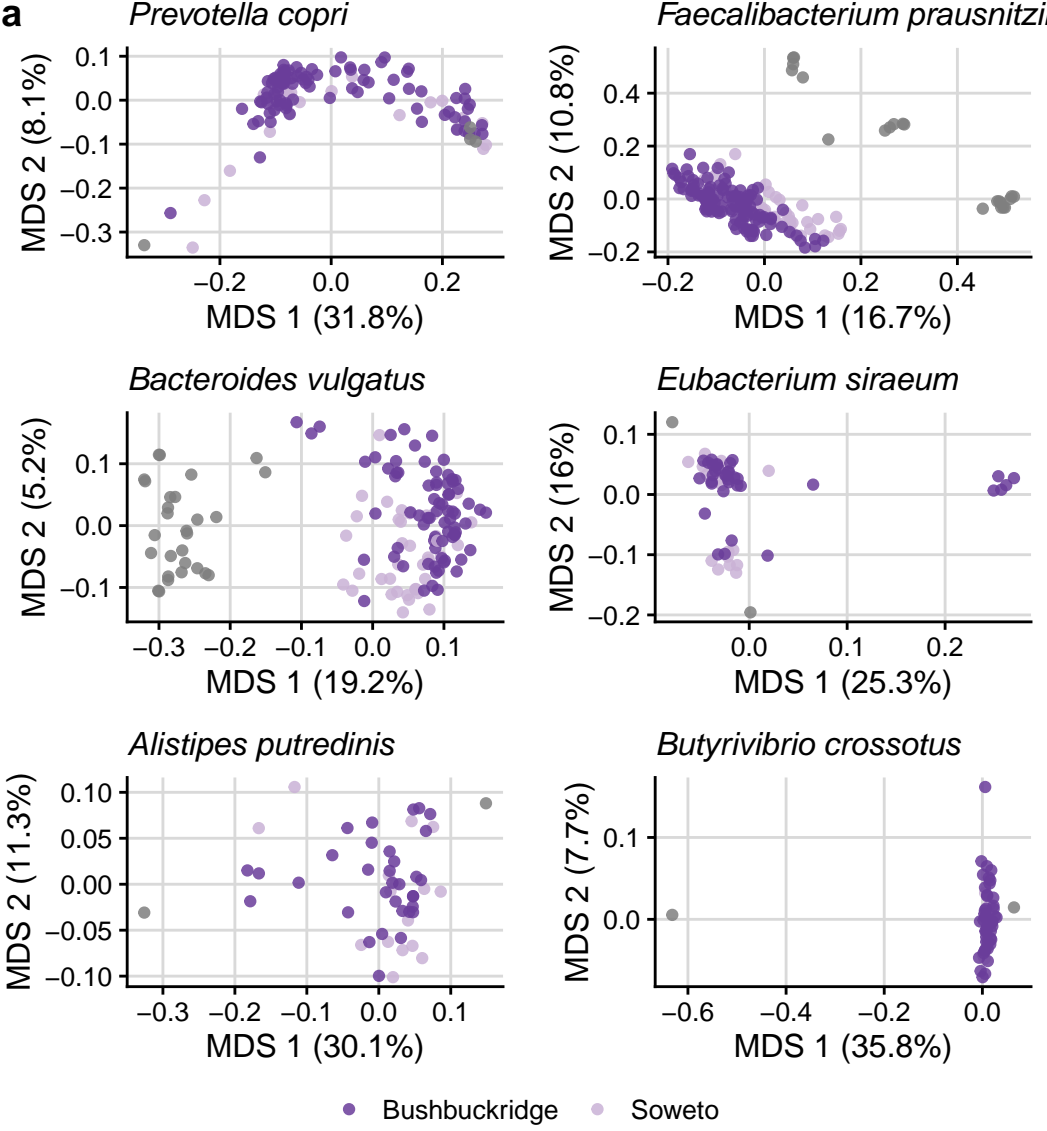 a
Prevotella copri
MDS 2 (8.1%)
0.1
0.0
−0.1
−0.2
−0.3
−0.2 0.0 0.2
MDS 1 (31.8%)
Faecalibacterium prausnitzii
MDS 2 (10.8%)
0.4
0.2
0.0
−0.2
−0.2 0.0 0.2 0.4
MDS 1 (16.7%)
Bacteroides vulgatus
MDS 2 (5.2%)
0.1
0.0
−0.1
−0.3 −0.2 −0.1 0.0 0.1
MDS 1 (19.2%)
Eubacterium siraeum
MDS 2 (16%)
0.1
0.0
−0.1
−0.2
0.0 0.1 0.2
MDS 1 (25.3%)
Alistipes putredinis
MDS 2 (11.3%)
0.10
0.05
0.00
−0.05
−0.10
−0.3 −0.2 −0.1 0.0 0.1
MDS 1 (30.1%)
Butyrivibrio crossotus
MDS 2 (7.7%)
0.1
0.0
−0.6 −0.4 −0.2 0.0
MDS 1 (35.8%)
Bushbuckridge Soweto